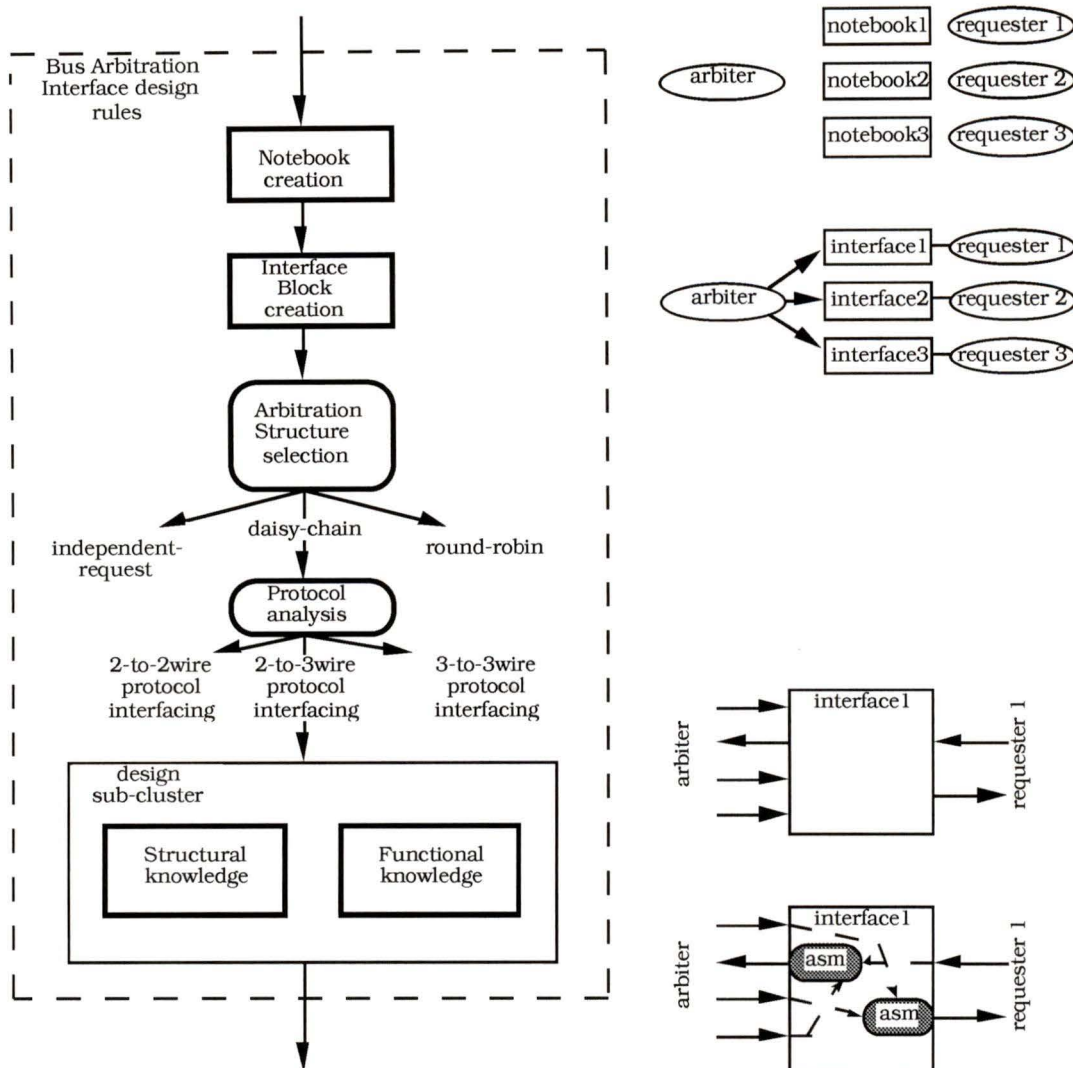 Bus Arbitration
Interface design
rules
Notebook
creation
Interface
Block
creation
Arbitration
Structure
selection
daisy-chain
independent-
request
round-robin
Protocol
analysis
2-to-2wire
protocol
interfacing
2-to-3wire
protocol
interfacing
3-to-3wire
protocol
interfacing
design
sub-cluster
Structural
knowledge
Functional
knowledge
arbiter
notebook1
requester 1
notebook2
requester 2
notebook3
requester 3
arbiter
interface1
requester 1
interface2
requester 2
interface3
requester 3
arbiter
interface1
requester 1
arbiter
interface1
asm
asm
requester 1